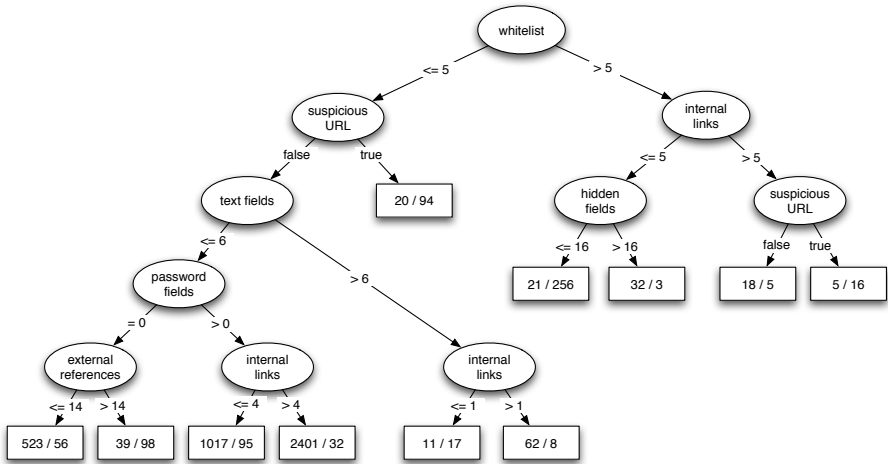 whitelist
<= 5
> 5
suspicious
URL
internal
links
false
true
<= 5
> 5
text fields
20 / 94
hidden
fields
suspicious
URL
<= 6
> 6
<= 16
> 16
false
true
password
fields
21 / 256
32 / 3
18 / 5
5 / 16
= 0
> 0
external
references
internal
links
internal
links
<= 14
> 14
<= 4
> 4
<= 1
> 1
523 / 56
39 / 98
1017 / 95
2401 / 32
11 / 17
62 / 8